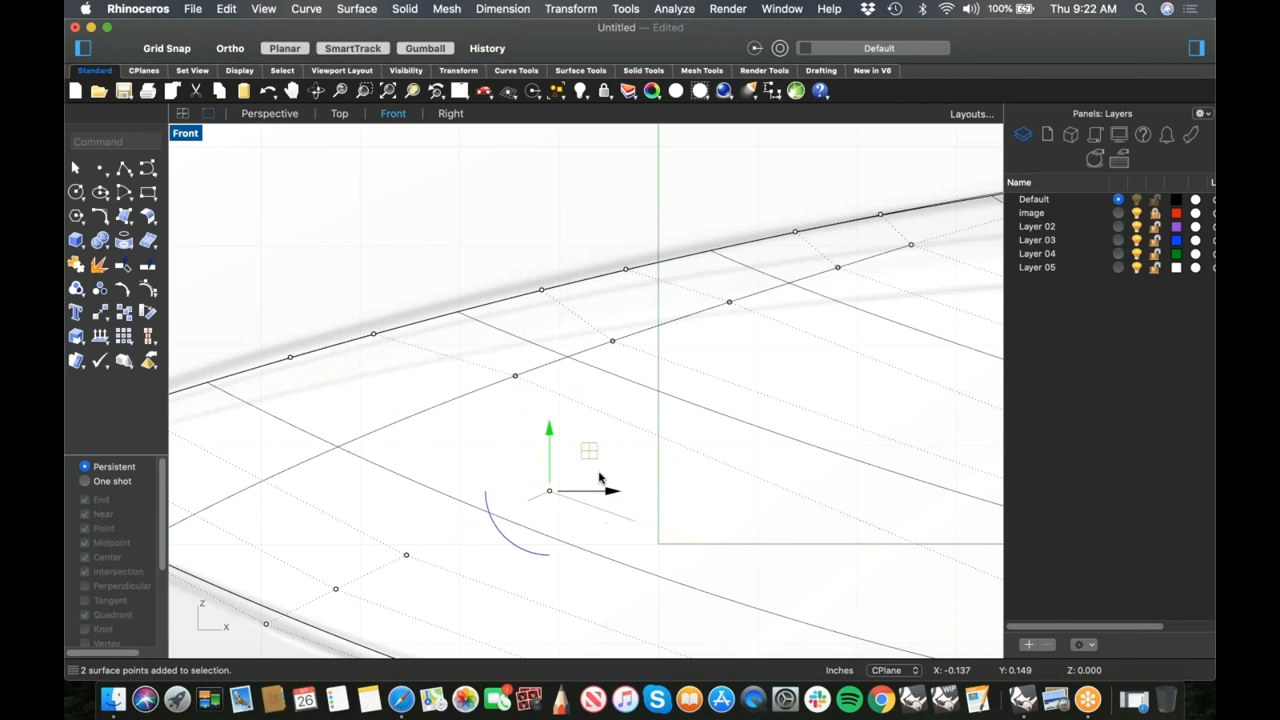 Rhinoceros File Edit View Curve Surface Solid Mesh Dimension Transform Tools Analyze Render Window Help 100% Thu 9:22 AM
Untitled — Edited
Grid Snap Ortho Planar SmartTrack Gumball History Default
Standard CPlanes Set View Display Select Viewport Layout Visibility Transform Curve Tools Surface Tools Solid Tools Mesh Tools Render Tools Drafting New in V6
Perspective Top Front Right Layouts... Panels: Layers
Front
Command
Name L
Default
image
Layer 02
Layer 03
Layer 04
Layer 05
Persistent
One shot
End
Near
Point
Midpoint
Center
Intersection
Perpendicular
Tangent
Quadrant
Knot
Vertex
Z
X
2 surface points added to selection. Inches CPlane X: -0.137 Y: 0.149 Z: 0.000
26